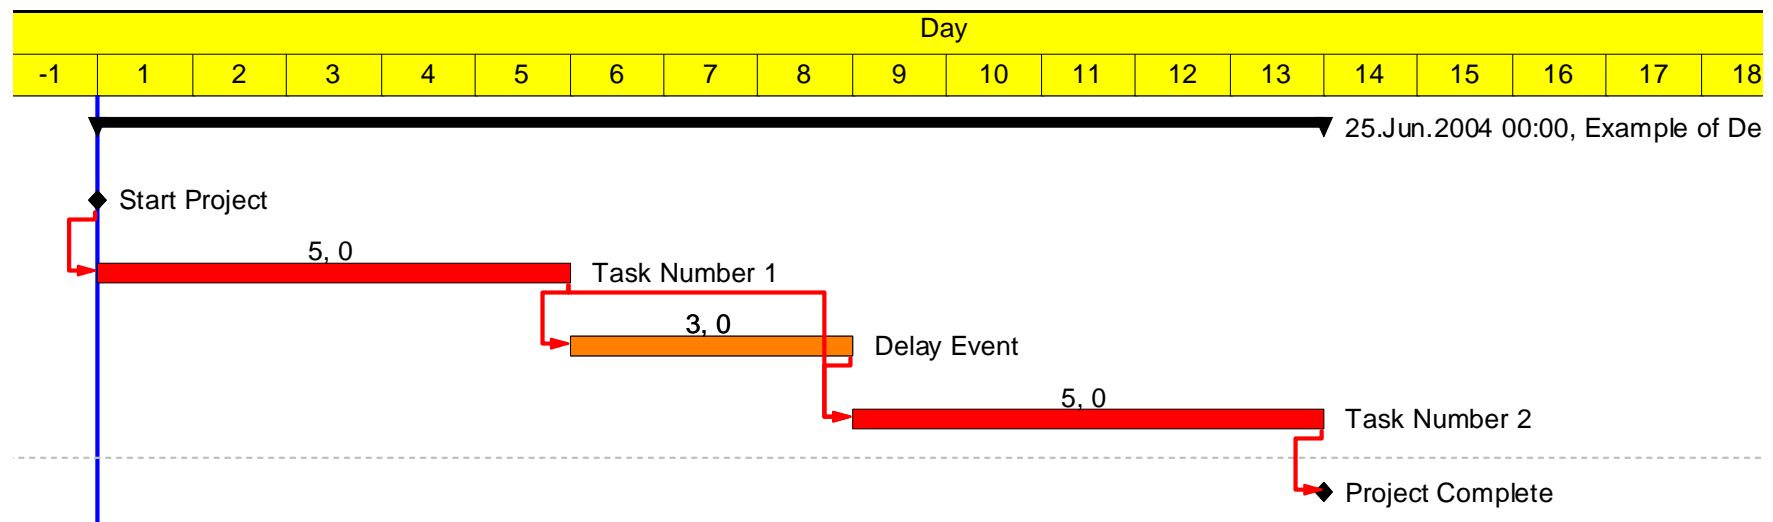 Day
-1 1 2 3 4 5 6 7 8 9 10 11 12 13 14 15 16 17 18
25.Jun.2004 00:00, Example of De
Start Project
5, 0
Task Number 1
3, 0
Delay Event
5, 0
Task Number 2
Project Complete